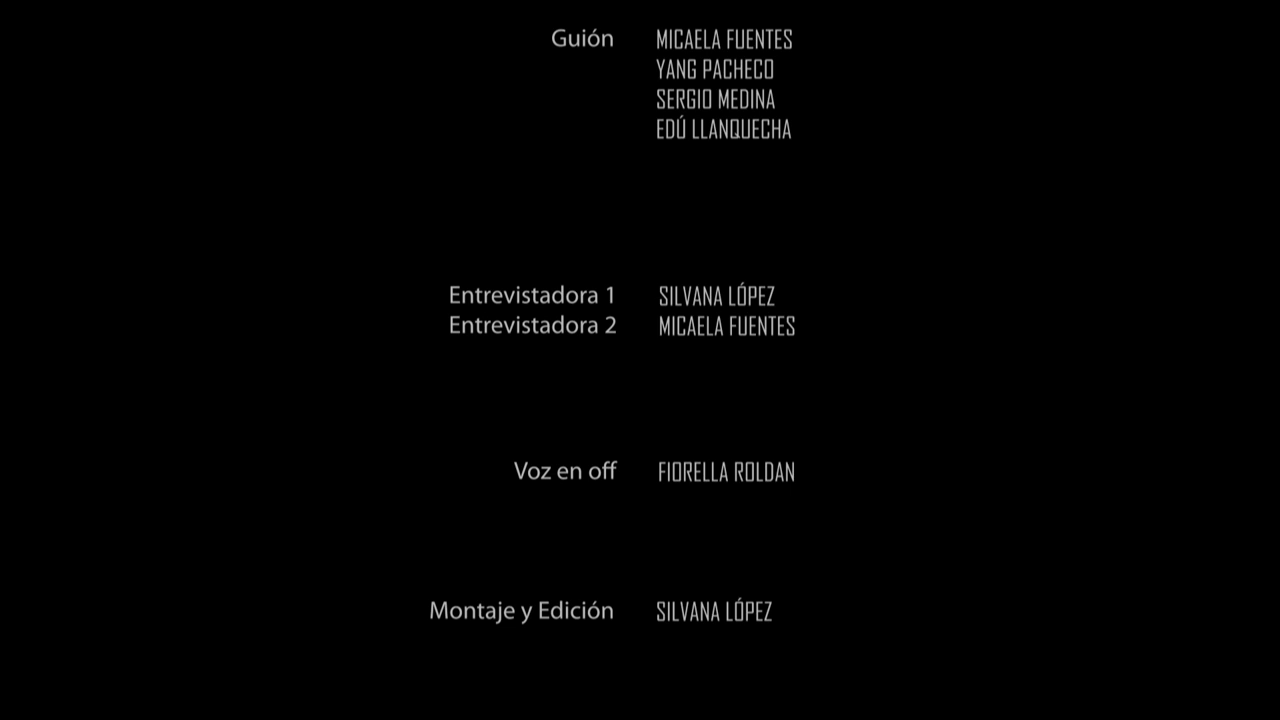 Guión MICAELA FUENTES
YANG PACHECO
SERGIO MEDINA
EDÚ LLANQUECHA
Entrevistadora 1 SILVANA LÓPEZ
Entrevistadora 2 MICAELA FUENTES
Voz en off FIORELLA ROLDAN
Montaje y Edición SILVANA LÓPEZ